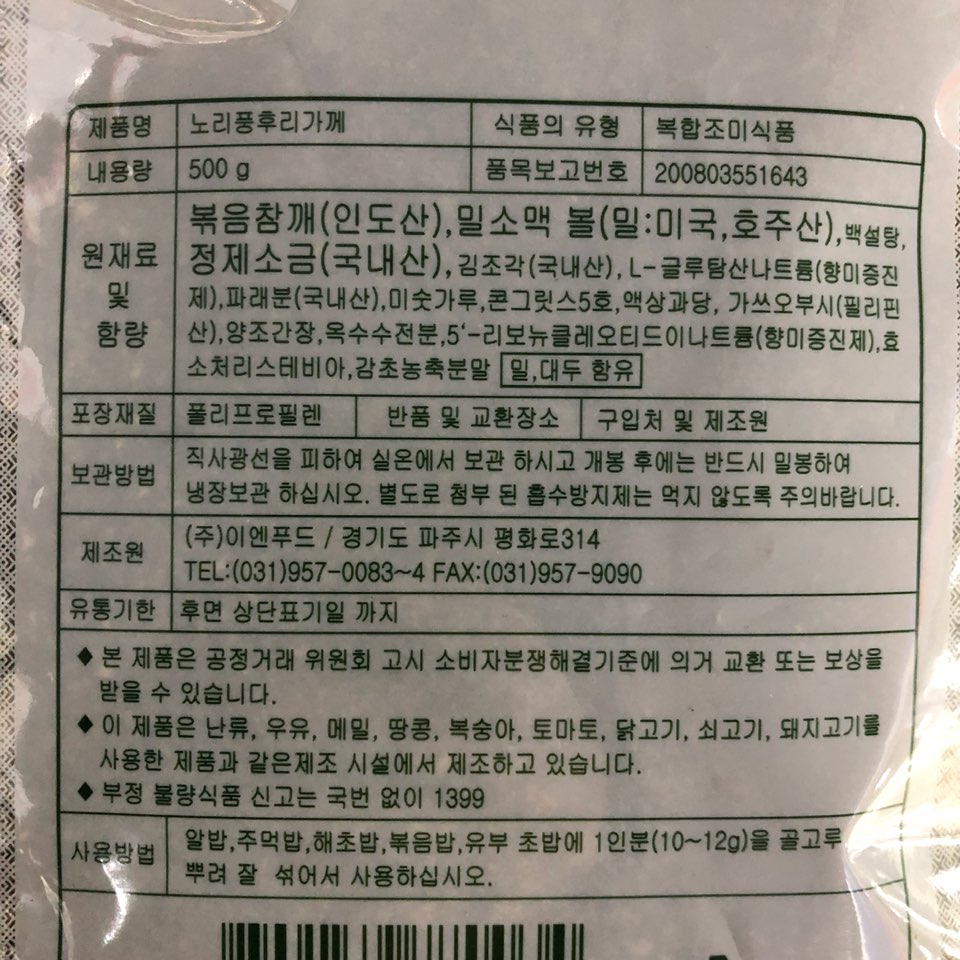 제품명 노리풍후리가께 식품의 유형 복합조미식품
내용량 500 g 품목보고번호 200803551643
원재료 및 함량
볶음참깨(인도산),밀소맥 볼(밀:미국,호주산),백설탕,
정제소금(국내산),김조각(국내산), L-글루탐산나트륨(향미증진
제),파래분(국내산),미숫가루,콘그릿스5호,액상과당, 가쓰오부시(필리핀
산),양조간장,옥수수전분,5'-리보뉴클레오티드이나트륨(향미증진제),효
소처리스테비아,감초농축분말 밀,대두 함유
포장재질 폴리프로필렌 반품 및 교환장소 구입처 및 제조원
보관방법
직사광선을 피하여 실온에서 보관 하시고 개봉 후에는 반드시 밀봉하여
냉장보관 하십시오. 별도로 첨부 된 흡수방지제는 먹지 않도록 주의바랍니다.
제조원
(주)이엔푸드 / 경기도 파주시 평화로314
TEL:(031)957-0083~4 FAX:(031)957-9090
유통기한 후면 상단표기일 까지
◆ 본 제품은 공정거래 위원회 고시 소비자분쟁해결기준에 의거 교환 또는 보상을
받을 수 있습니다.
◆ 이 제품은 난류, 우유, 메밀, 땅콩, 복숭아, 토마토, 닭고기, 쇠고기, 돼지고기를
사용한 제품과 같은제조 시설에서 제조하고 있습니다.
◆ 부정 불량식품 신고는 국번 없이 1399
사용방법
알밥,주먹밥,해초밥,볶음밥,유부 초밥에 1인분(10~12g)을 골고루
뿌려 잘 섞어서 사용하십시오.